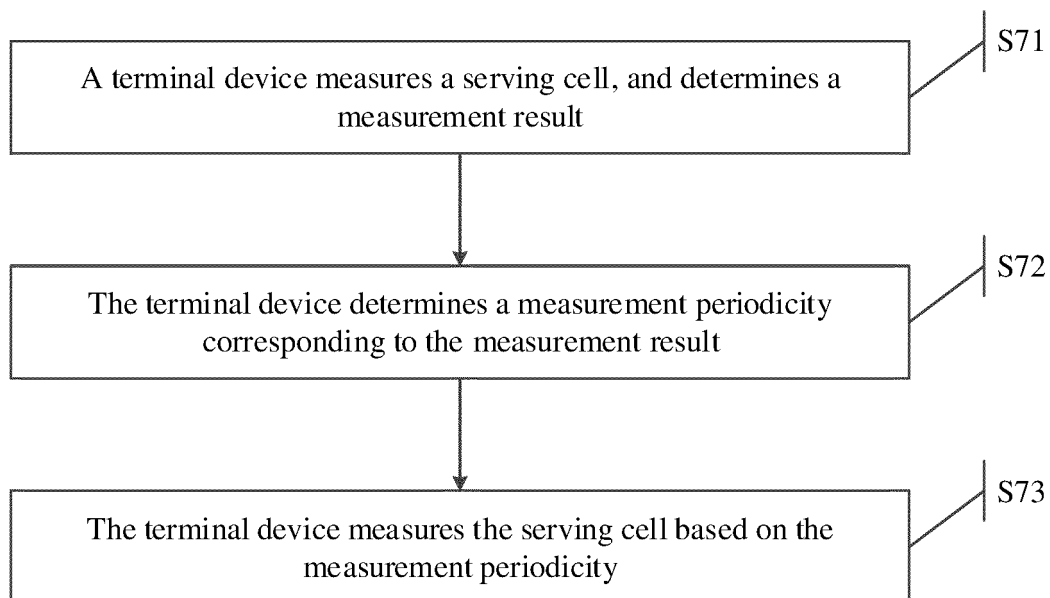 S71
A terminal device measures a serving cell, and determines a
measurement result
S72
The terminal device determines a measurement periodicity
corresponding to the measurement result
S73
The terminal device measures the serving cell based on the
measurement periodicity